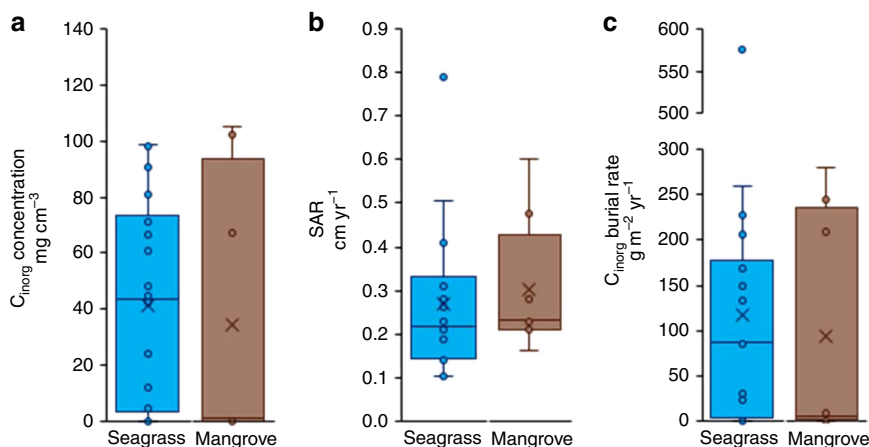 a
C_inorg concentration
mg cm⁻³
140
120
100
80
60
40
20
0
Seagrass Mangrove
b
SAR
cm yr⁻¹
0.9
0.8
0.7
0.6
0.5
0.4
0.3
0.2
0.1
0.0
Seagrass Mangrove
c
C_inorg burial rate
g m⁻² yr⁻¹
600
550
500
300
250
200
150
100
50
0
Seagrass Mangrove